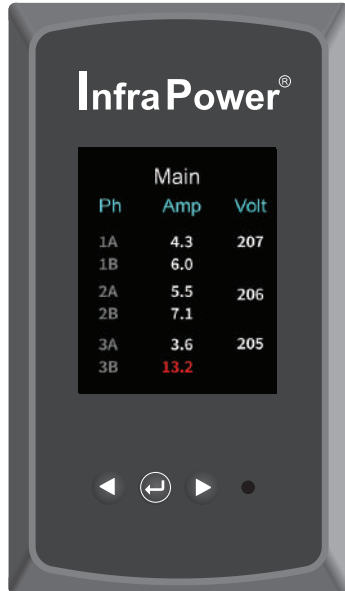 InfraPower®
Main
Ph Amp Volt
1A 4.3 207
1B 6.0
2A 5.5 206
2B 7.1
3A 3.6 205
3B 13.2